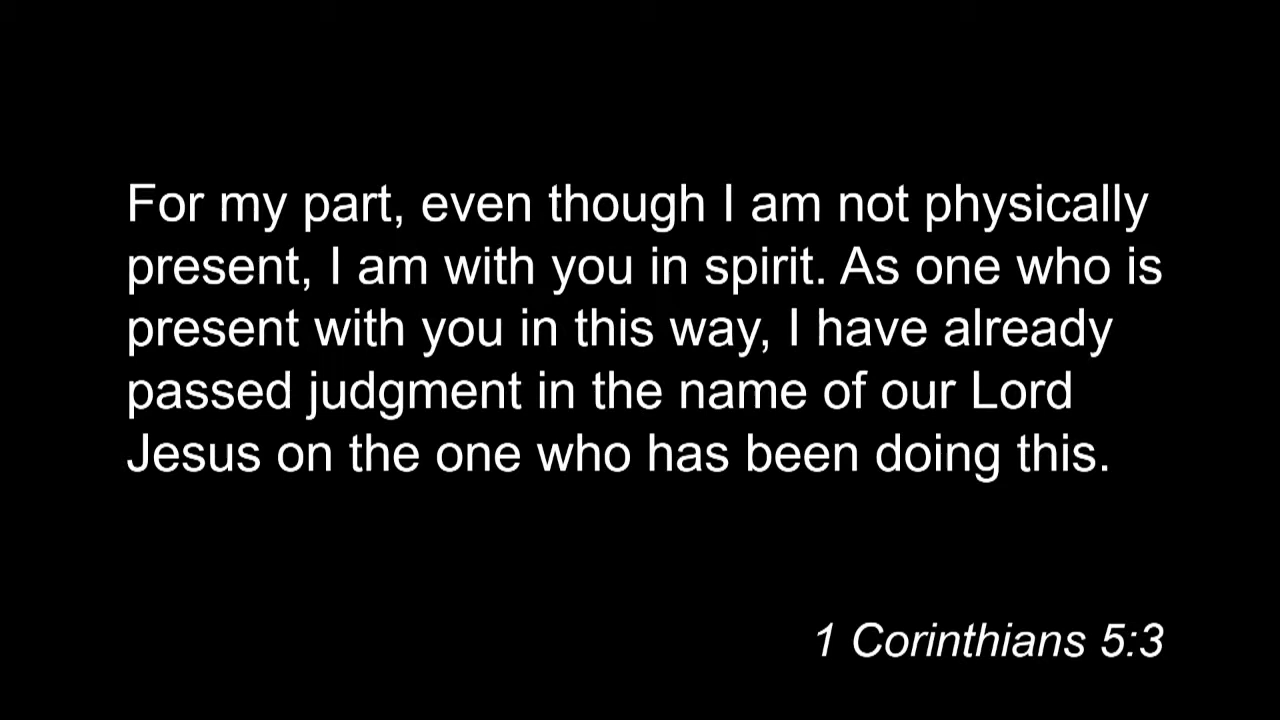 For my part, even though I am not physically
present, I am with you in spirit. As one who is
present with you in this way, I have already
passed judgment in the name of our Lord
Jesus on the one who has been doing this.
1 Corinthians 5:3